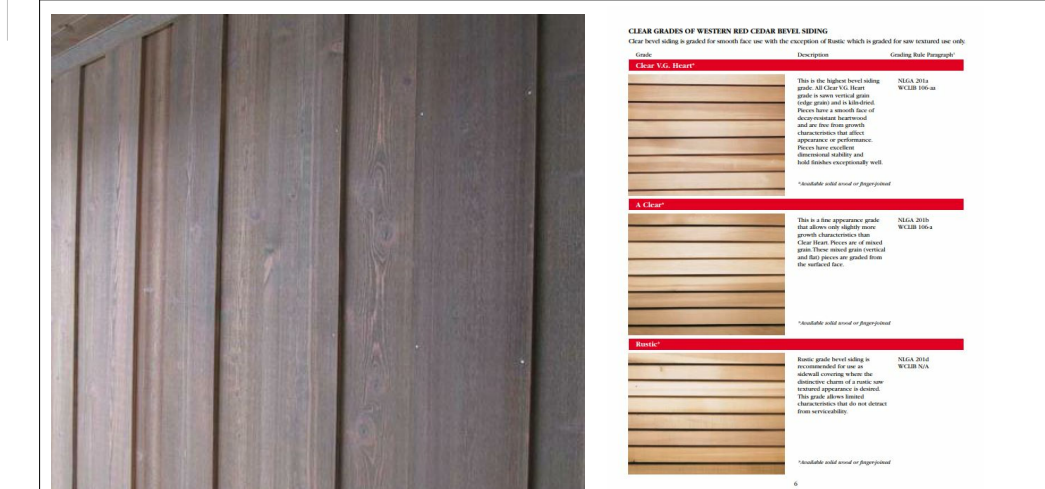 CLEAR GRADES OF WESTERN RED CEDAR BEVEL SIDING
Clear bevel siding is graded for smooth face use with the exception of Rustic which is graded for saw textured use only.
Grade Description Grading Rule Paragraph¹
Clear V.G. Heart*
This is the highest bevel siding
grade. All Clear V.G. Heart
grade is sawn vertical grain
(edge grain) and is kiln-dried.
Pieces have a smooth face of
decay-resistant heartwood
and are free from growth
characteristics that affect
appearance or performance.
Pieces have excellent
dimensional stability and
hold finishes exceptionally well.
*Available solid wood or finger-joined
NLGA 201a
WCLIB 106-aa
A Clear*
This is a fine appearance grade
that allows only slightly more
growth characteristics than
Clear Heart. Pieces are of mixed
grain. These mixed grain (vertical
and flat) pieces are graded from
the surfaced face.
*Available solid wood or finger-joined
NLGA 201b
WCLIB 106-a
Rustic*
Rustic grade bevel siding is
recommended for use as
sidewall covering where the
distinctive charm of a rustic saw
textured appearance is desired.
This grade allows limited
characteristics that do not detract
from serviceability.
*Available solid wood or finger-joined
NLGA 201d
WCLIB N/A
6